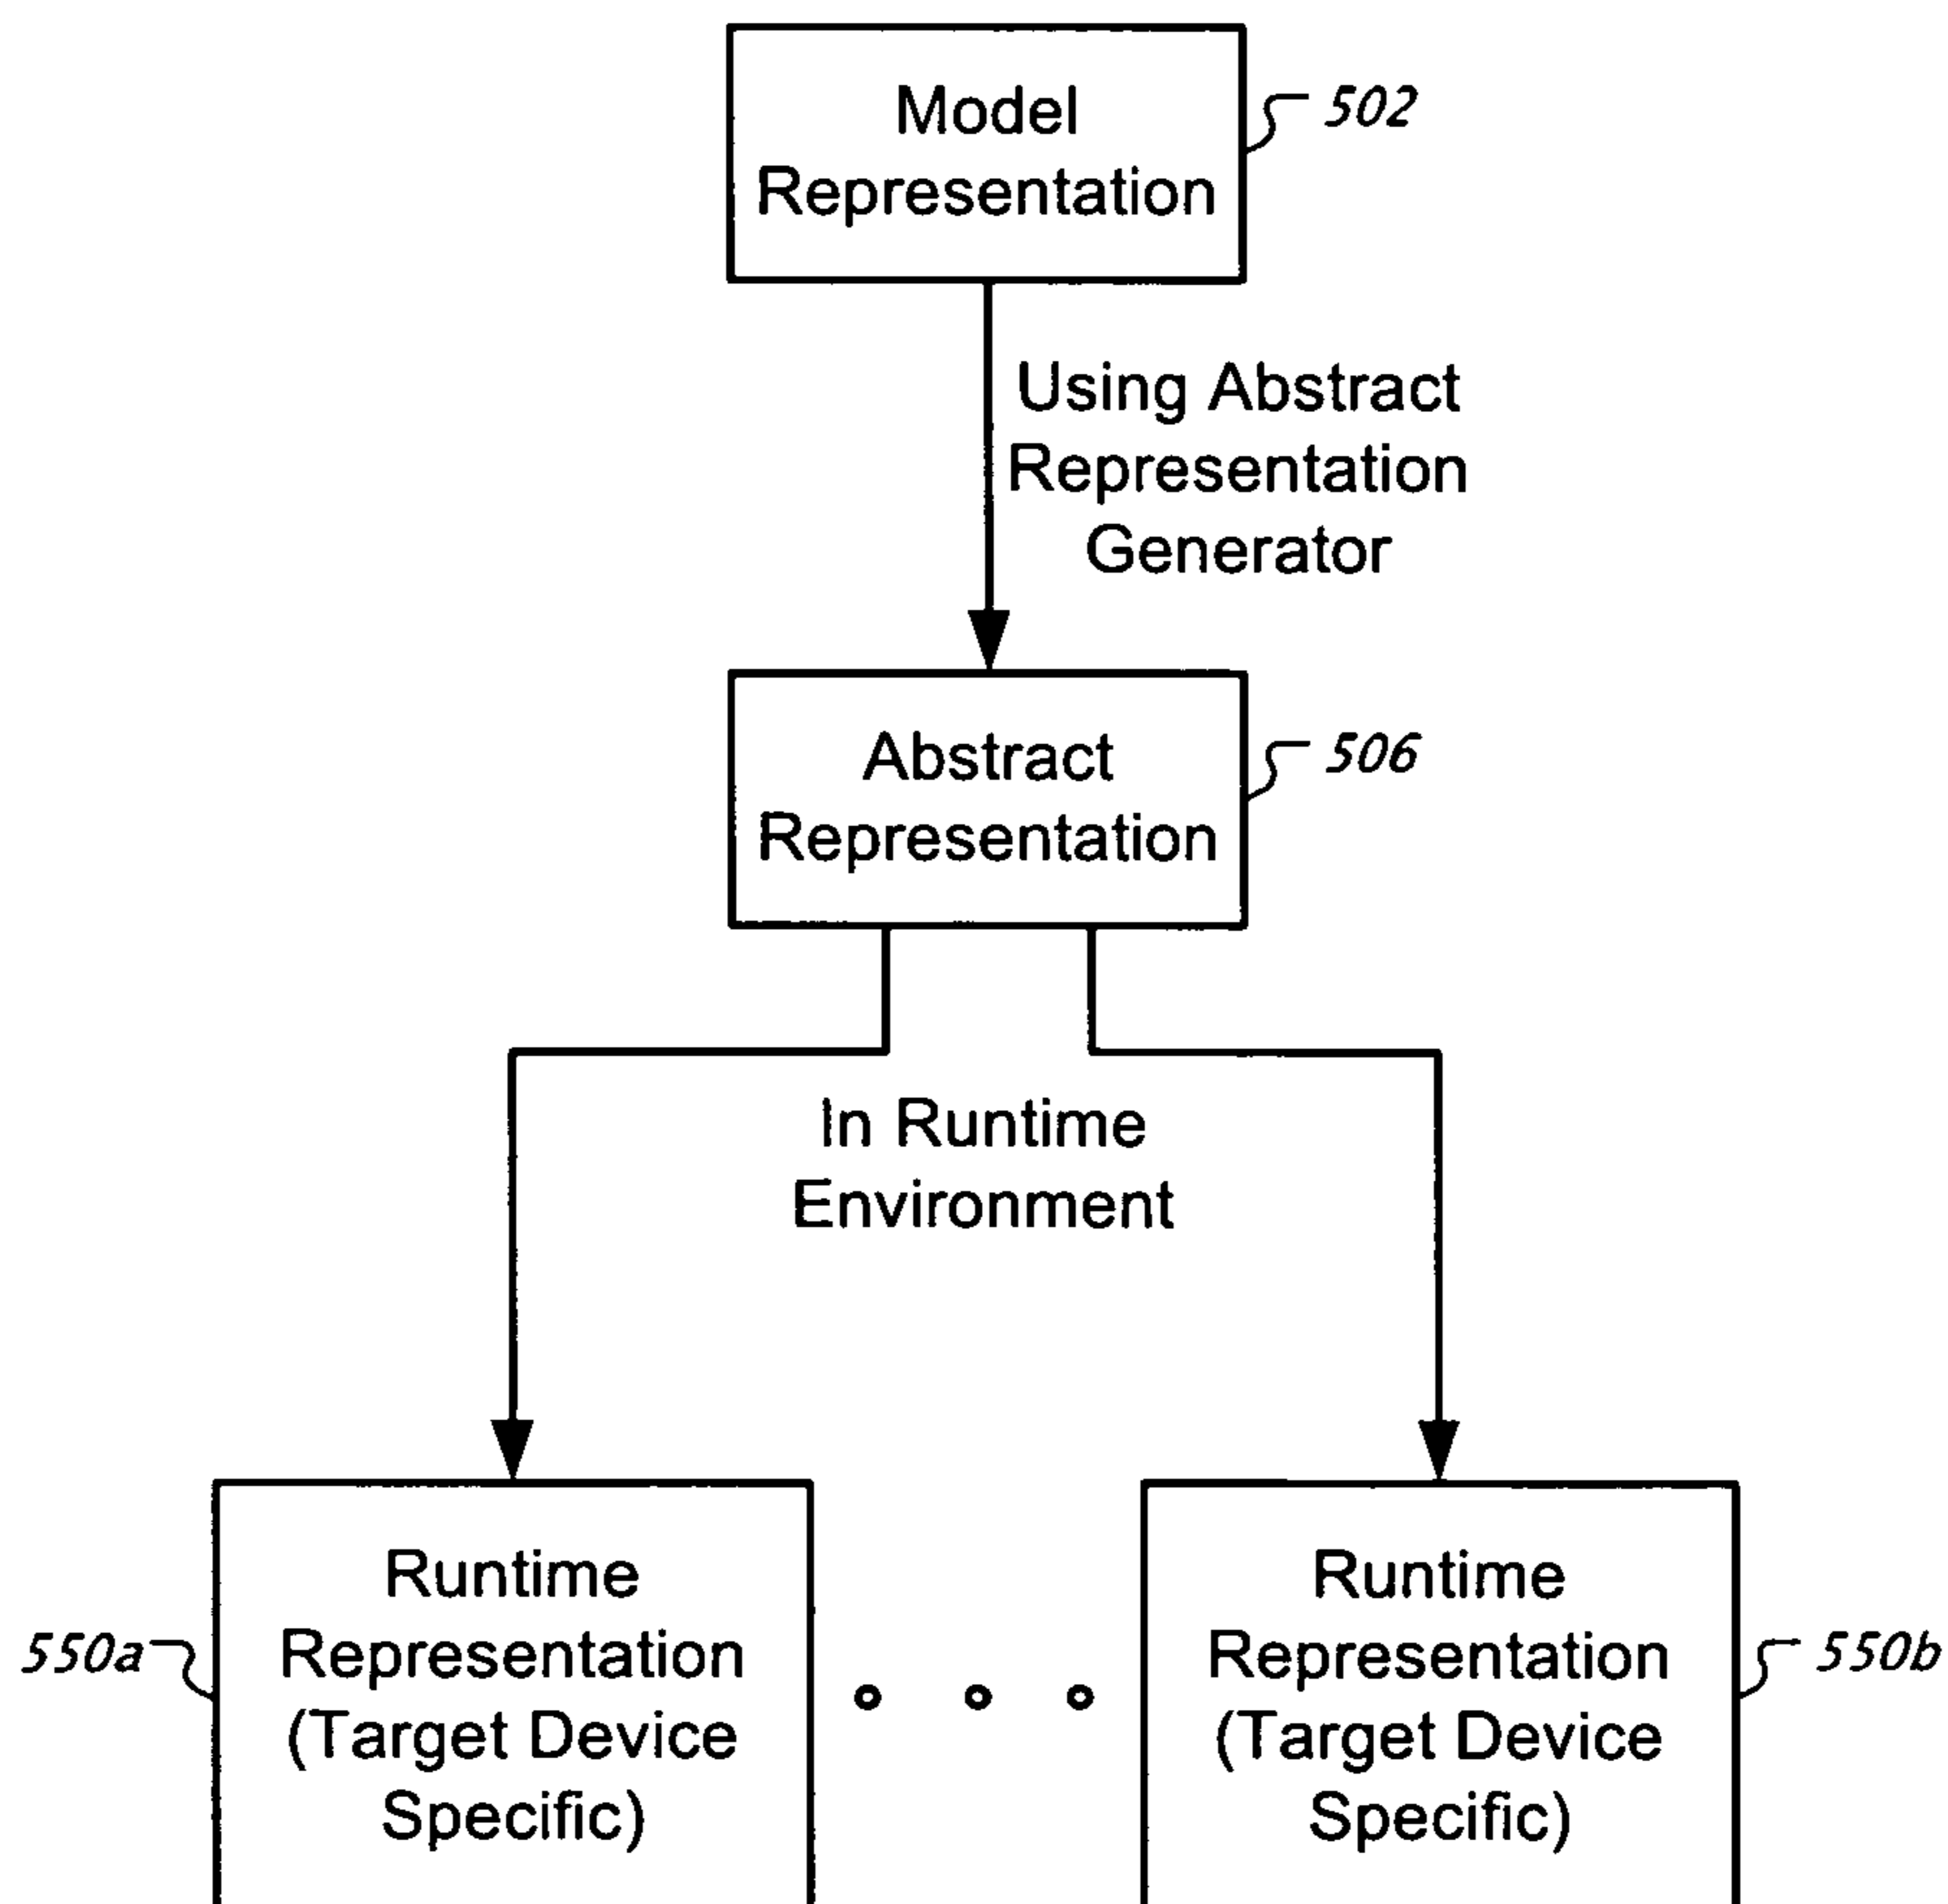 Model
Representation
502
Using Abstract
Representation
Generator
Abstract
Representation
506
In Runtime
Environment
Runtime
Representation
(Target Device
Specific)
550a
Runtime
Representation
(Target Device
Specific)
550b